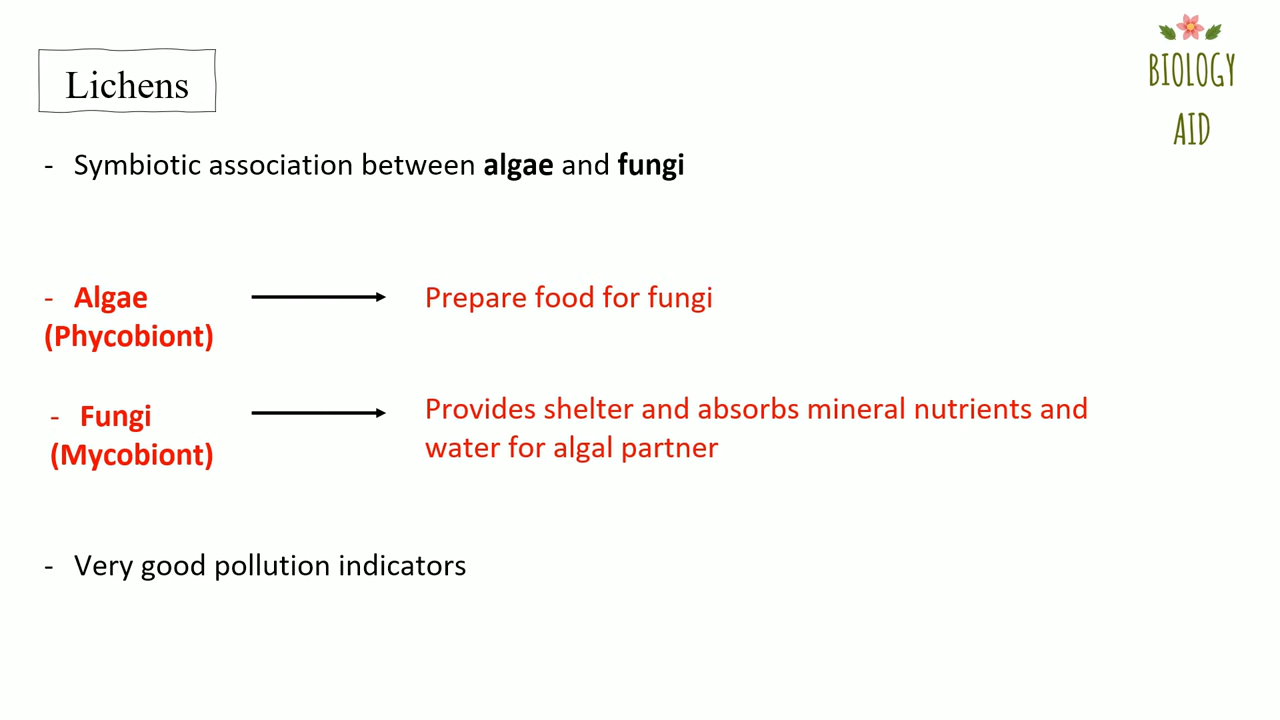 Lichens
BIOLOGY
AID
- Symbiotic association between algae and fungi
- Algae
(Phycobiont)
Prepare food for fungi
- Fungi
(Mycobiont)
Provides shelter and absorbs mineral nutrients and
water for algal partner
- Very good pollution indicators